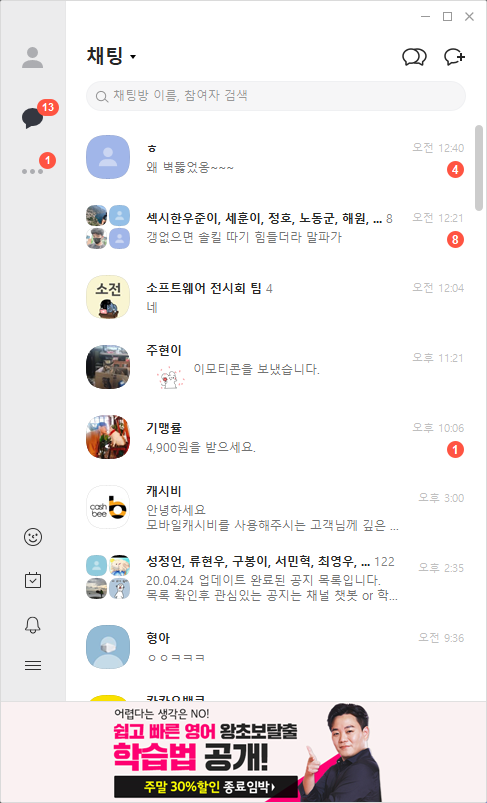 채팅
채팅방 이름, 참여자 검색
13
1
ㅎ
오전 12:40
왜 벽뚫었옹~~~
4
섹시한우준이, 세훈이, 정호, 노동군, 해원, ... 8
오전 12:21
갱없으면 솔킬 따기 힘들더라 말파가
8
소전
소프트웨어 전시회 팀 4
오전 12:04
네
주현이
오후 11:21
이모티콘을 보냈습니다.
기맹률
오후 10:06
4,900원을 받으세요.
1
cash
bee
b
캐시비
오후 3:00
안녕하세요
모바일캐시비를 사용해주시는 고객님께 깊은 ...
성정언, 류현우, 구봉이, 서민혁, 최영우, ... 122
오후 2:35
20.04.24 업데이트 완료된 공지 목록입니다.
목록 확인후 관심있는 공지는 채널 챗봇 or 학...
형아
오전 9:36
ㅇㅇㅋㅋㅋ
어렵다는 생각은 NO!
쉽고 빠른 영어 왕초보탈출
학습법 공개!
주말 30%할인 종료임박